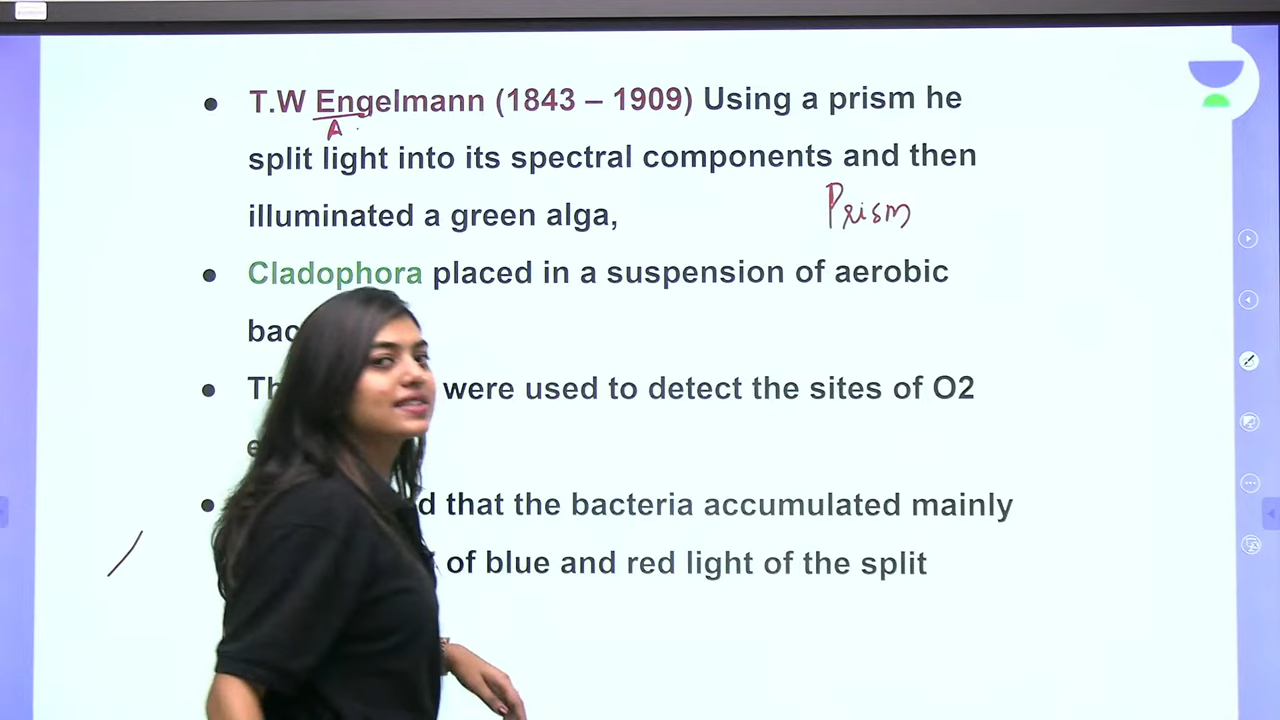 • T.W Engelmann (1843 – 1909) Using a prism he
A
split light into its spectral components and then
illuminated a green alga,
Prism
• Cladophora placed in a suspension of aerobic
• were used to detect the sites of O2
• that the bacteria accumulated mainly
of blue and red light of the split